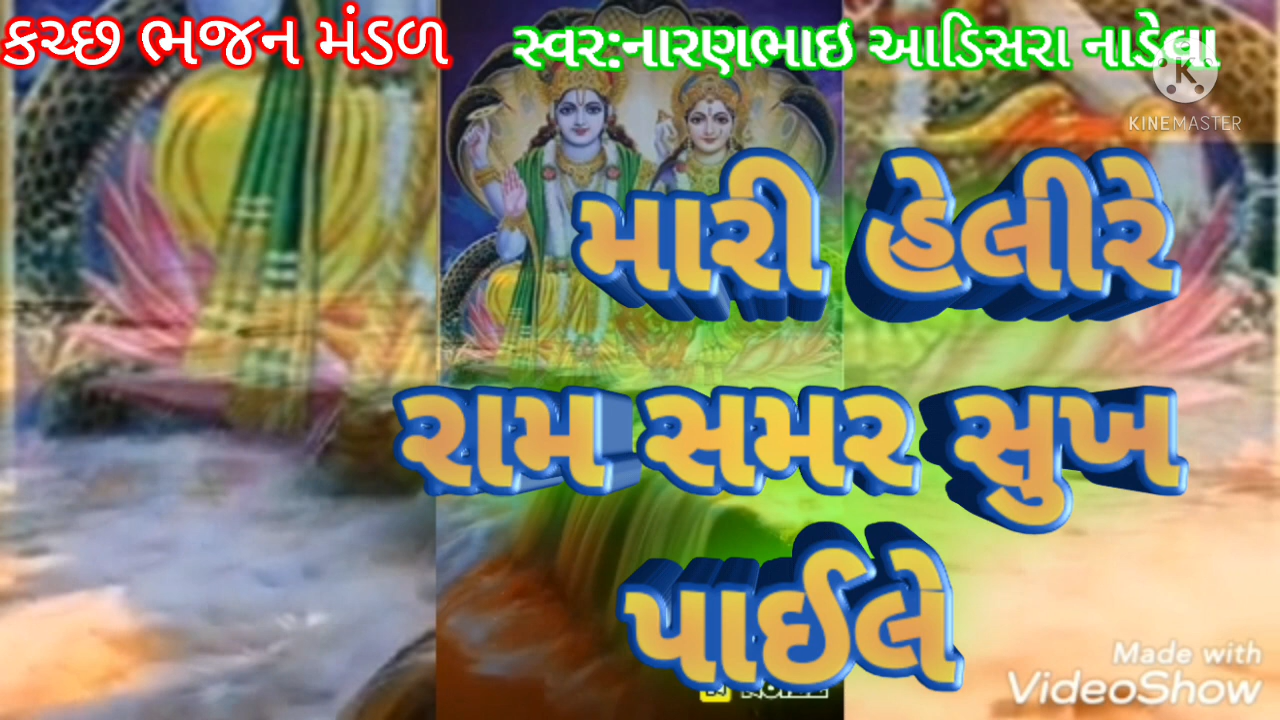 કચ્છ ભજન મંડળ
સ્વર:નારણભાઇ આડિસરા નાડેલા
KINEMASTER
મારી હેલીરે
રામ સમર સુખ
પાઈલે
Made with
VideoShow